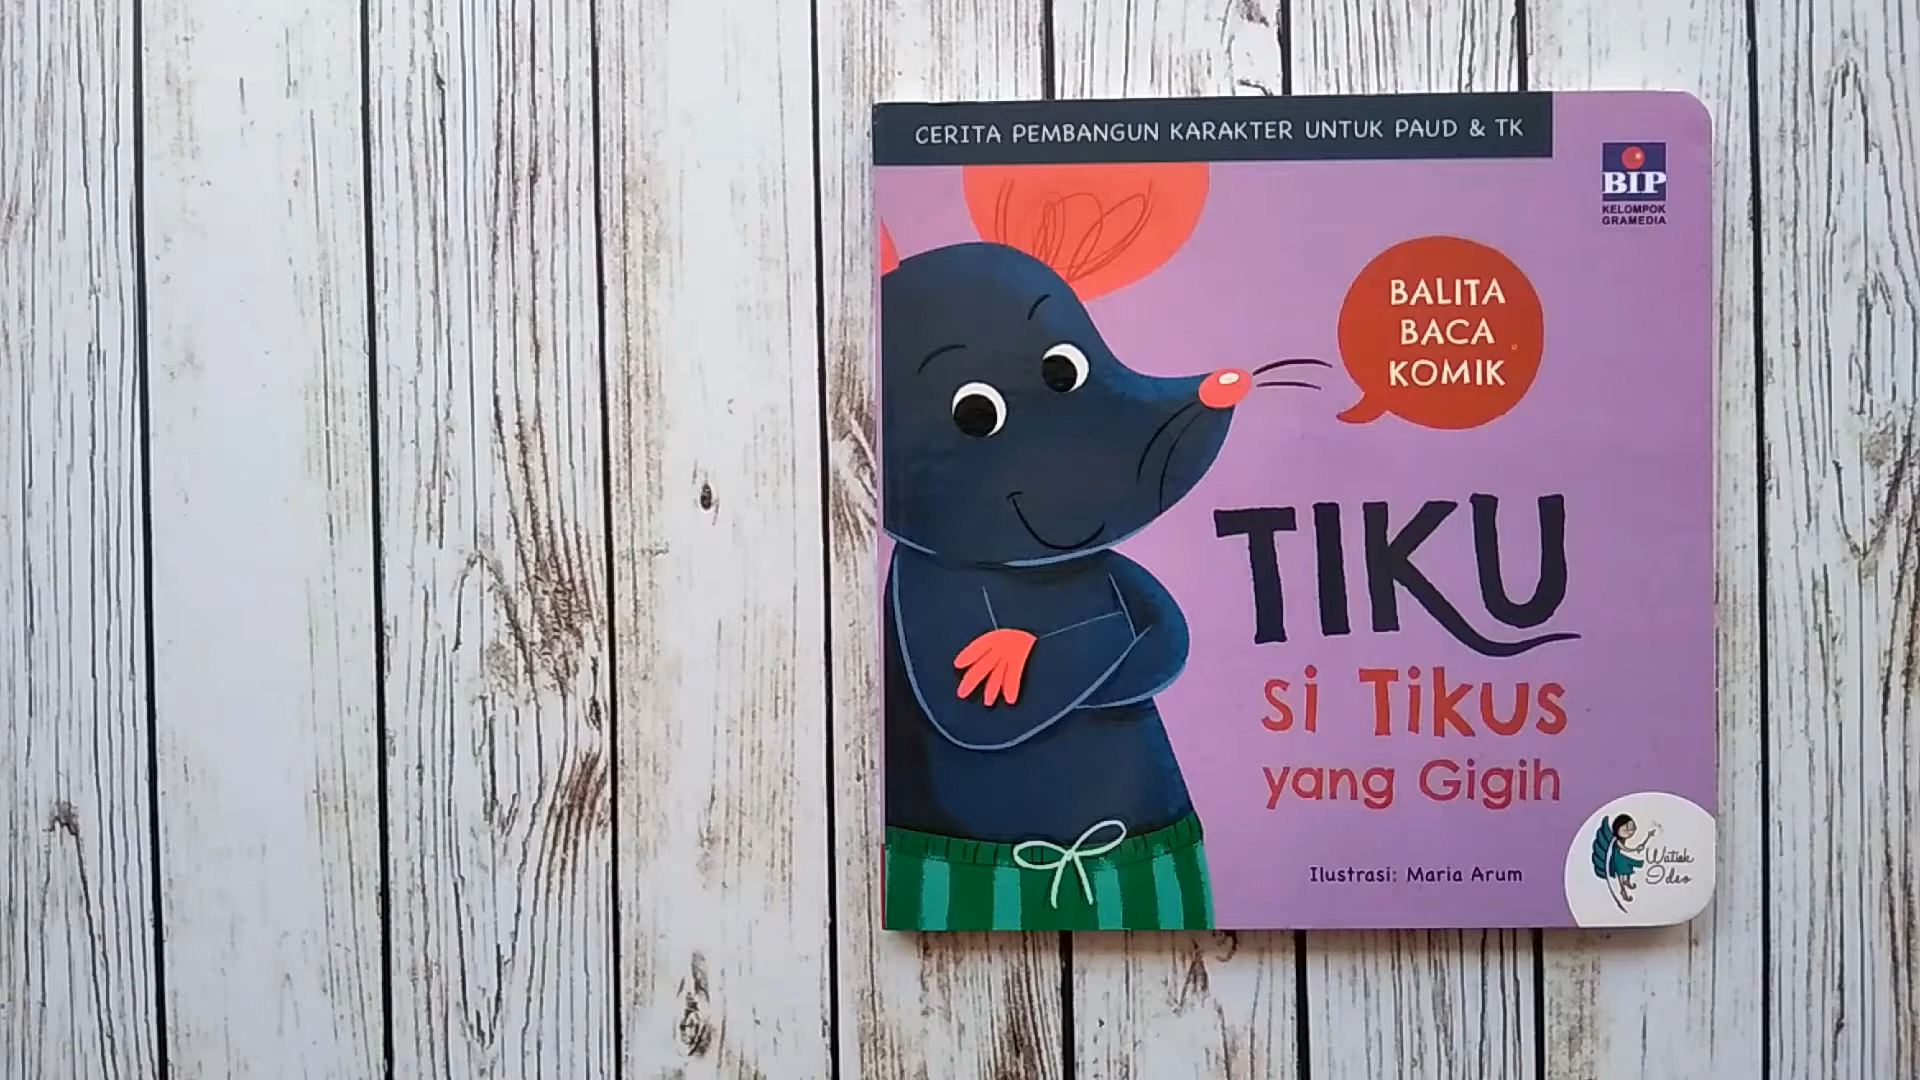 CERITA PEMBANGUN KARAKTER UNTUK PAUD & TK
BIP
KELOMPOK
GRAMEDIA
BALITA
BACA
KOMIK
TIKU
si Tikus
yang Gigih
Ilustrasi: Maria Arum
Watiek
Ideo